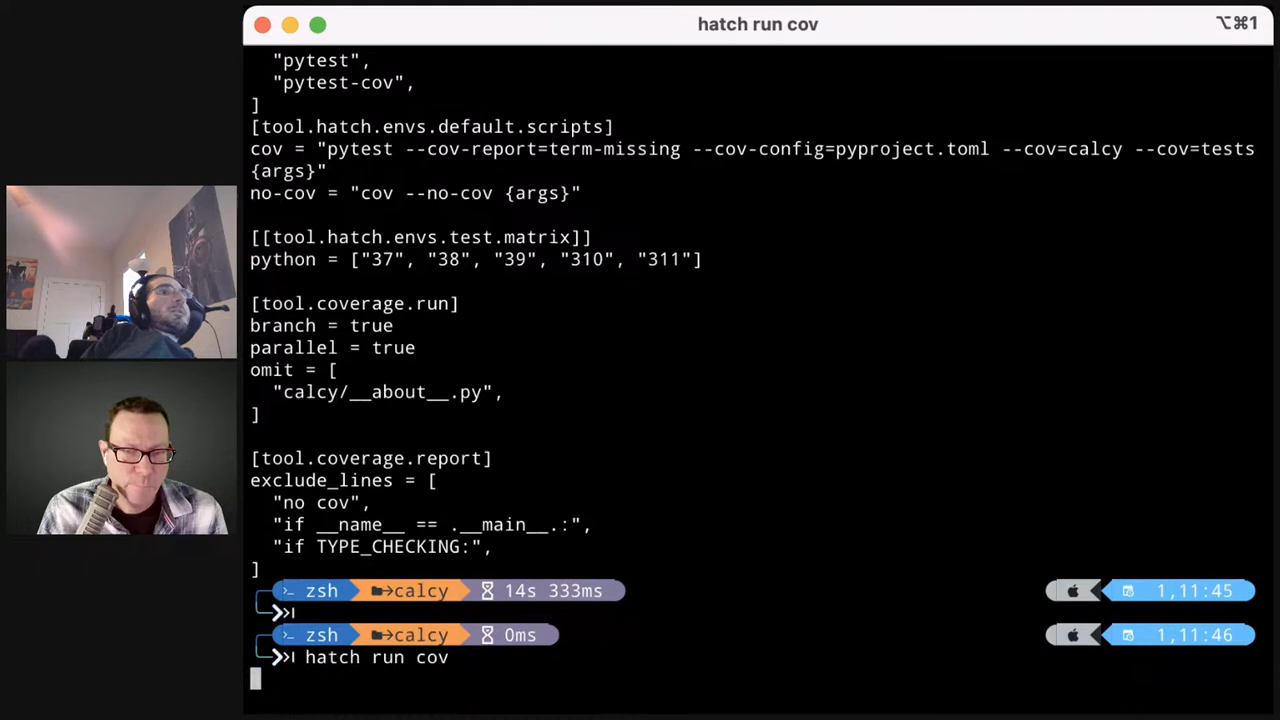 hatch run cov
⌥⌘1
"pytest",
"pytest-cov",
]
[tool.hatch.envs.default.scripts]
cov = "pytest --cov-report=term-missing --cov-config=pyproject.toml --cov=calcy --cov=tests
{args}"
no-cov = "cov --no-cov {args}"
[[tool.hatch.envs.test.matrix]]
python = ["37", "38", "39", "310", "311"]
[tool.coverage.run]
branch = true
parallel = true
omit = [
"calcy/__about__.py",
]
[tool.coverage.report]
exclude_lines = [
"no cov",
"if __name__ == .__main__.:",
"if TYPE_CHECKING:",
]
zsh calcy 14s 333ms 1,11:45
zsh calcy 0ms 1,11:46
hatch run cov